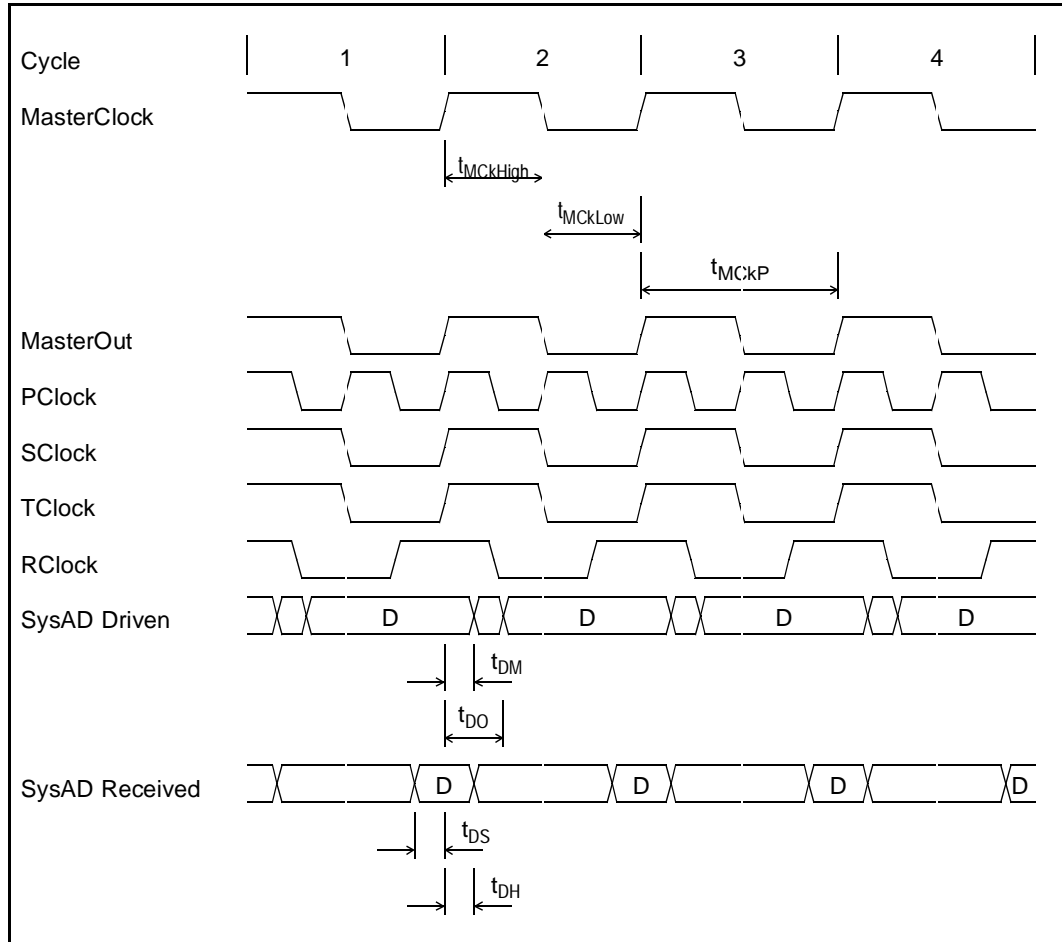 Cycle 1 2 3 4
MasterClock
tMCkHigh
tMCkLow
tMCkP
MasterOut
PClock
SClock
TClock
RClock
SysAD Driven D D D D
tDM
tDO
SysAD Received D D D D
tDS
tDH